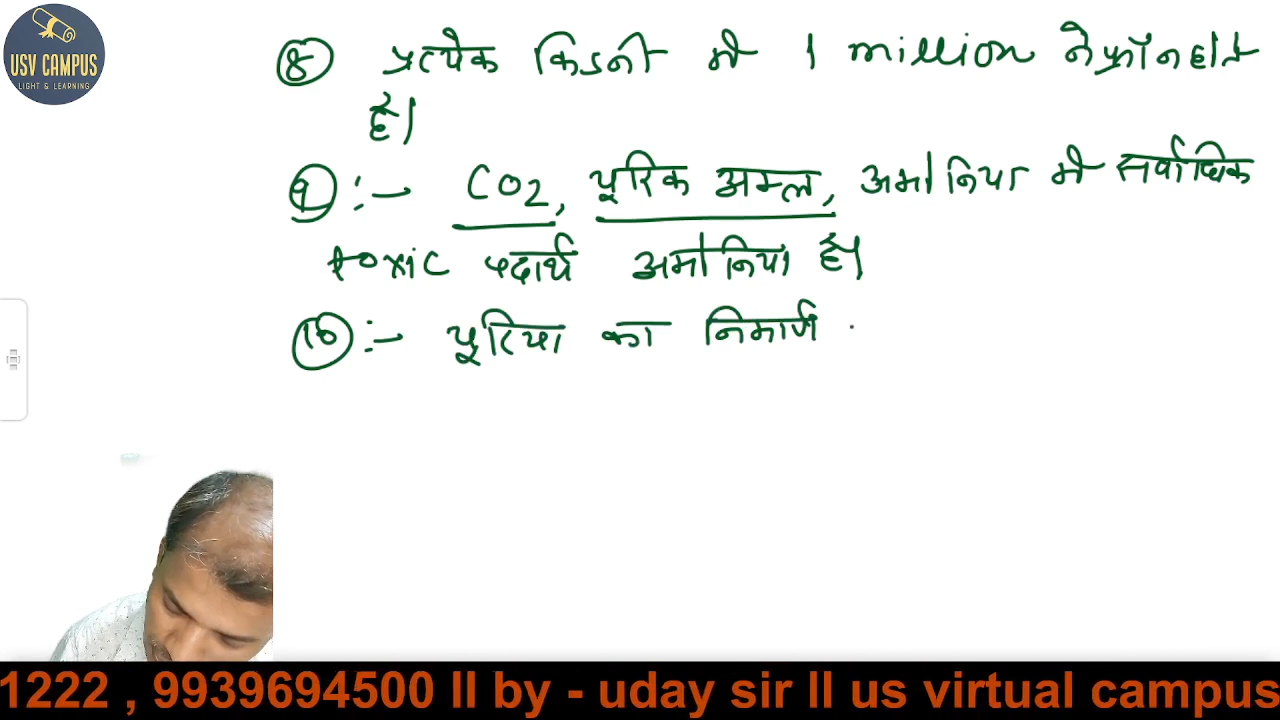 USV CAMPUS
LIGHT & LEARNING
⑧ प्रत्येक किडनी में 1 million नेफ्रॉन होते
है।
⑨ :- CO2, यूरिक अम्ल, अमोनिया में सर्वाधिक
toxic पदार्थ अमोनिया है।
⑩ :- यूरिया का निमार्ण
1222 , 9939694500 ll by - uday sir ll us virtual campus